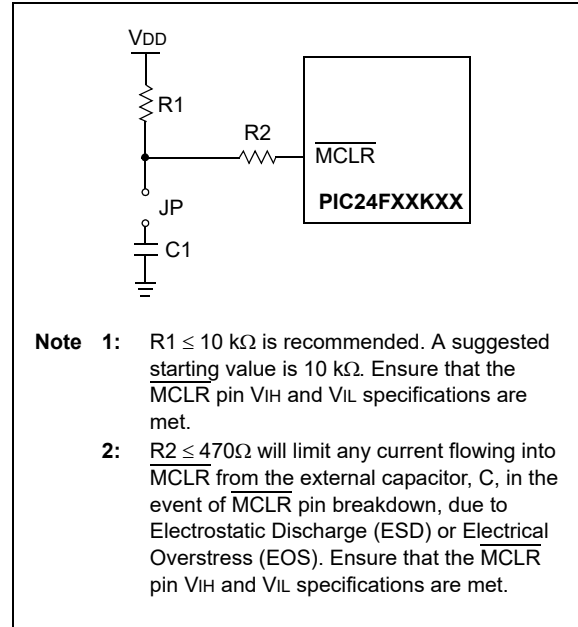 VDD
R1
R2
MCLR
JP
PIC24FXXKXX
C1
Note 1: R1 ≤ 10 kΩ is recommended. A suggested
starting value is 10 kΩ. Ensure that the
MCLR pin VIH and VIL specifications are
met.
2: R2 ≤ 470Ω will limit any current flowing into
MCLR from the external capacitor, C, in the
event of MCLR pin breakdown, due to
Electrostatic Discharge (ESD) or Electrical
Overstress (EOS). Ensure that the MCLR
pin VIH and VIL specifications are met.